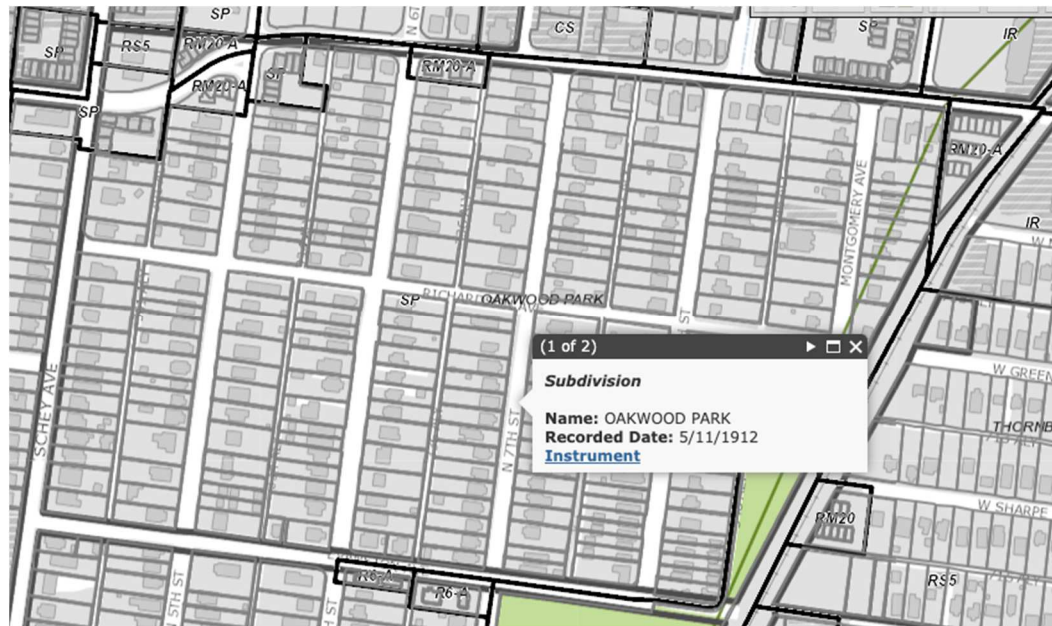 SP
CS
SP
IR
SP
RS5
RM20-A
RM20-A
SP
RM20-A
N 6T
SP
RM20-A
IR
MONTGOMERY AVE
SCHEY AVE
SP
OAKWOOD PARK
(1 of 2)
Subdivision
Name: OAKWOOD PARK
Recorded Date: 5/11/1912
Instrument
N 7TH ST
W GREEN
THORNB
W SHARPE
RM20
RS5
R6-A
R6-A
N 5TH ST